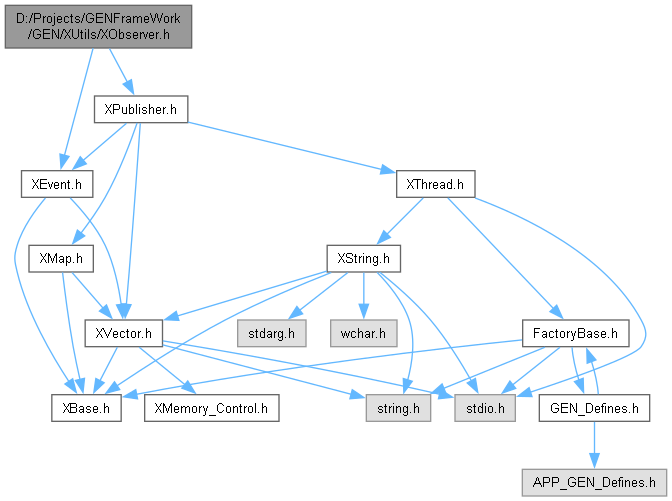 D:/Projects/GENFrameWork
/GEN/XUtils/XObserver.h
XPublisher.h
XEvent.h
XThread.h
XMap.h
XString.h
XVector.h
stdarg.h
wchar.h
FactoryBase.h
XBase.h
XMemory_Control.h
string.h
stdio.h
GEN_Defines.h
APP_GEN_Defines.h